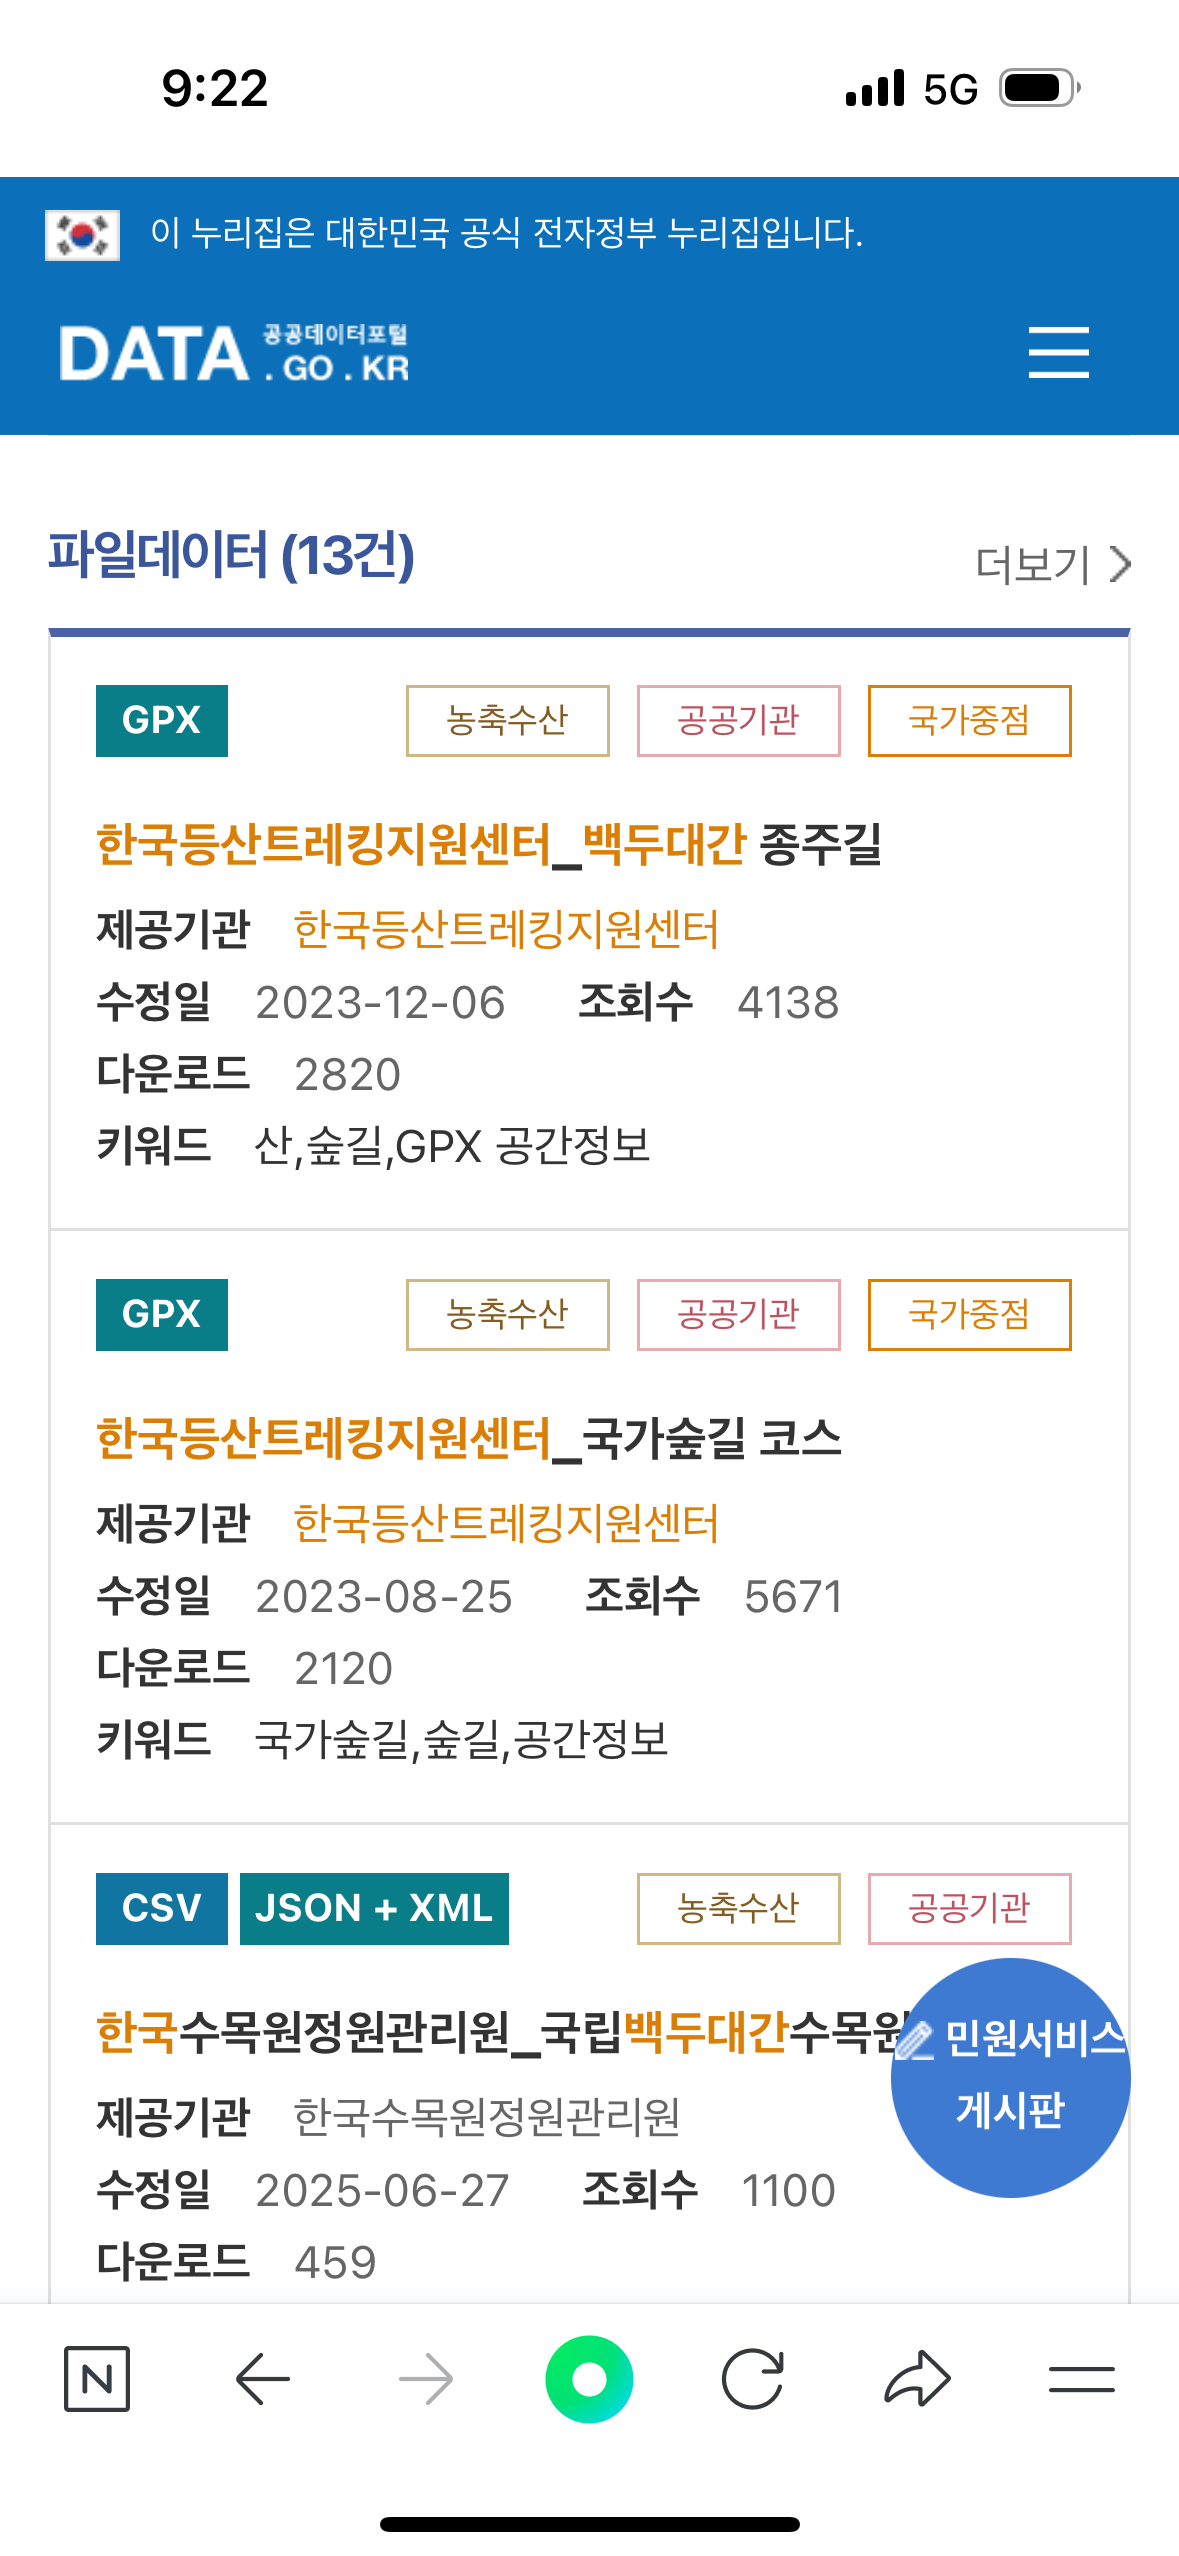 9:22
5G
이 누리집은 대한민국 공식 전자정부 누리집입니다.
DATA 공공데이터포털
. GO . KR
파일데이터 (13건)
더보기
GPX 농축수산 공공기관 국가중점
한국등산트레킹지원센터_백두대간 종주길
제공기관 한국등산트레킹지원센터
수정일 2023-12-06 조회수 4138
다운로드 2820
키워드 산,숲길,GPX 공간정보
GPX 농축수산 공공기관 국가중점
한국등산트레킹지원센터_국가숲길 코스
제공기관 한국등산트레킹지원센터
수정일 2023-08-25 조회수 5671
다운로드 2120
키워드 국가숲길,숲길,공간정보
CSV JSON + XML 농축수산 공공기관
한국수목원정원관리원_국립백두대간수목원
민원서비스
게시판
제공기관 한국수목원정원관리원
수정일 2025-06-27 조회수 1100
다운로드 459
N